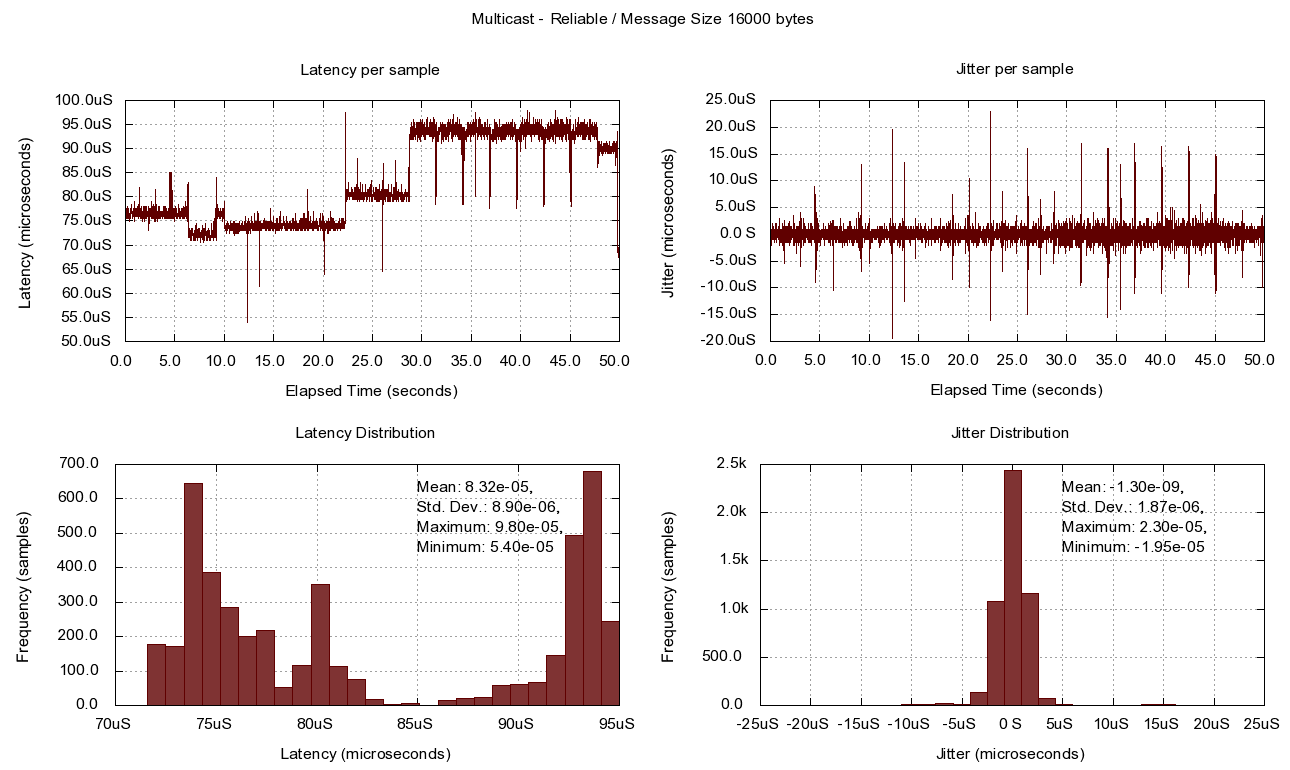 Multicast - Reliable / Message Size 16000 bytes
Latency per sample
100.0uS
95.0uS
90.0uS
85.0uS
80.0uS
75.0uS
70.0uS
65.0uS
60.0uS
55.0uS
50.0uS
Latency (microseconds)
0.0 5.0 10.0 15.0 20.0 25.0 30.0 35.0 40.0 45.0 50.0
Elapsed Time (seconds)
Jitter per sample
25.0uS
20.0uS
15.0uS
10.0uS
5.0uS
0.0 S
-5.0uS
-10.0uS
-15.0uS
-20.0uS
Jitter (microseconds)
0.0 5.0 10.0 15.0 20.0 25.0 30.0 35.0 40.0 45.0 50.0
Elapsed Time (seconds)
Latency Distribution
700.0
600.0
500.0
400.0
300.0
200.0
100.0
0.0
Frequency (samples)
Mean: 8.32e-05,
Std. Dev.: 8.90e-06,
Maximum: 9.80e-05,
Minimum: 5.40e-05
70uS 75uS 80uS 85uS 90uS 95uS
Latency (microseconds)
Jitter Distribution
2.5k
2.0k
1.5k
1.0k
500.0
0.0
Frequency (samples)
Mean: -1.30e-09,
Std. Dev.: 1.87e-06,
Maximum: 2.30e-05,
Minimum: -1.95e-05
-25uS -20uS -15uS -10uS -5uS 0 S 5uS 10uS 15uS 20uS 25uS
Jitter (microseconds)